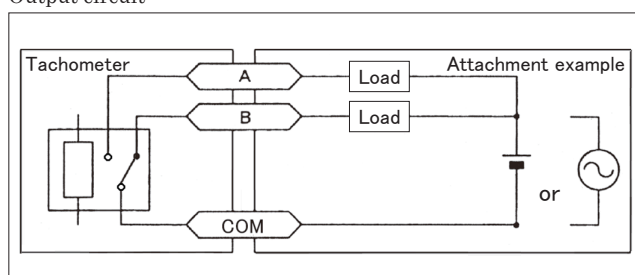 Output circuit
Tachometer
Attachment example
A
Load
B
Load
or
COM